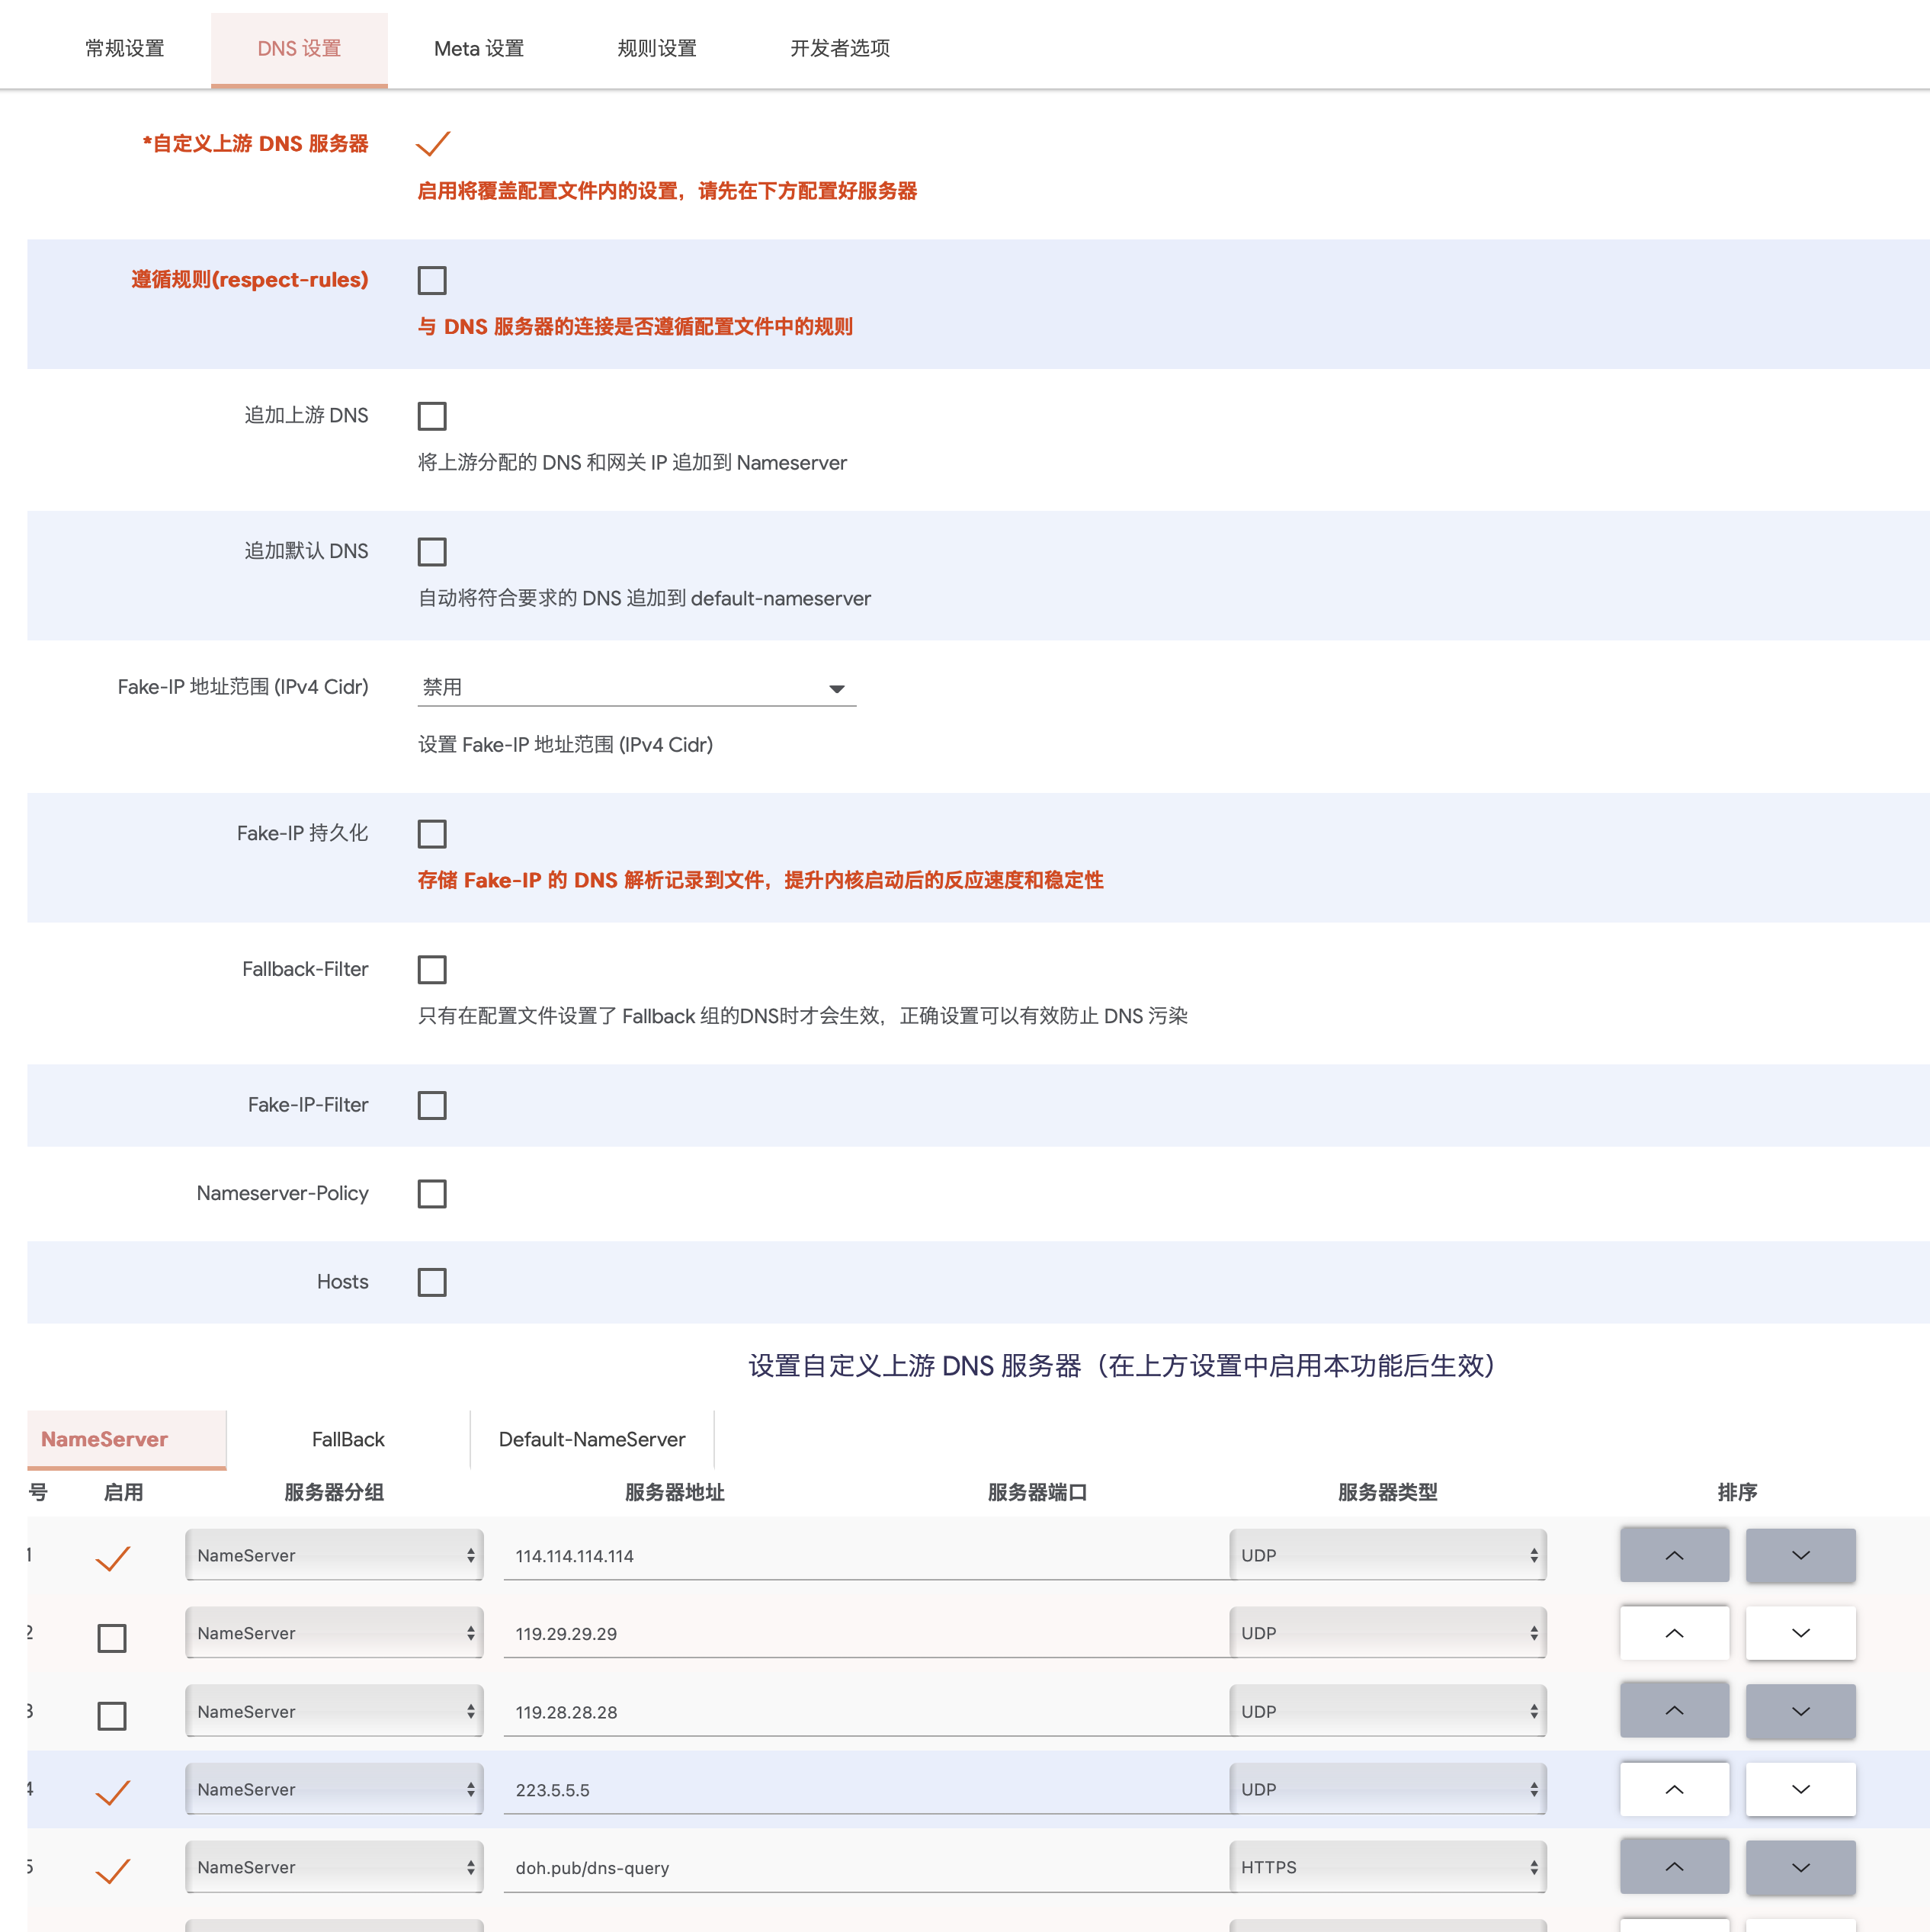 常规设置 DNS 设置 Meta 设置 规则设置 开发者选项
*自定义上游 DNS 服务器
启用将覆盖配置文件内的设置，请先在下方配置好服务器
遵循规则(respect-rules)
与 DNS 服务器的连接是否遵循配置文件中的规则
追加上游 DNS
将上游分配的 DNS 和网关 IP 追加到 Nameserver
追加默认 DNS
自动将符合要求的 DNS 追加到 default-nameserver
Fake-IP 地址范围 (IPv4 Cidr) 禁用
设置 Fake-IP 地址范围 (IPv4 Cidr)
Fake-IP 持久化
存储 Fake-IP 的 DNS 解析记录到文件，提升内核启动后的反应速度和稳定性
Fallback-Filter
只有在配置文件设置了 Fallback 组的DNS时才会生效，正确设置可以有效防止 DNS 污染
Fake-IP-Filter
Nameserver-Policy
Hosts
设置自定义上游 DNS 服务器（在上方设置中启用本功能后生效）
NameServer FallBack Default-NameServer
号 启用 服务器分组 服务器地址 服务器端口 服务器类型 排序
1 NameServer 114.114.114.114 UDP
2 NameServer 119.29.29.29 UDP
3 NameServer 119.28.28.28 UDP
4 NameServer 223.5.5.5 UDP
5 NameServer doh.pub/dns-query HTTPS